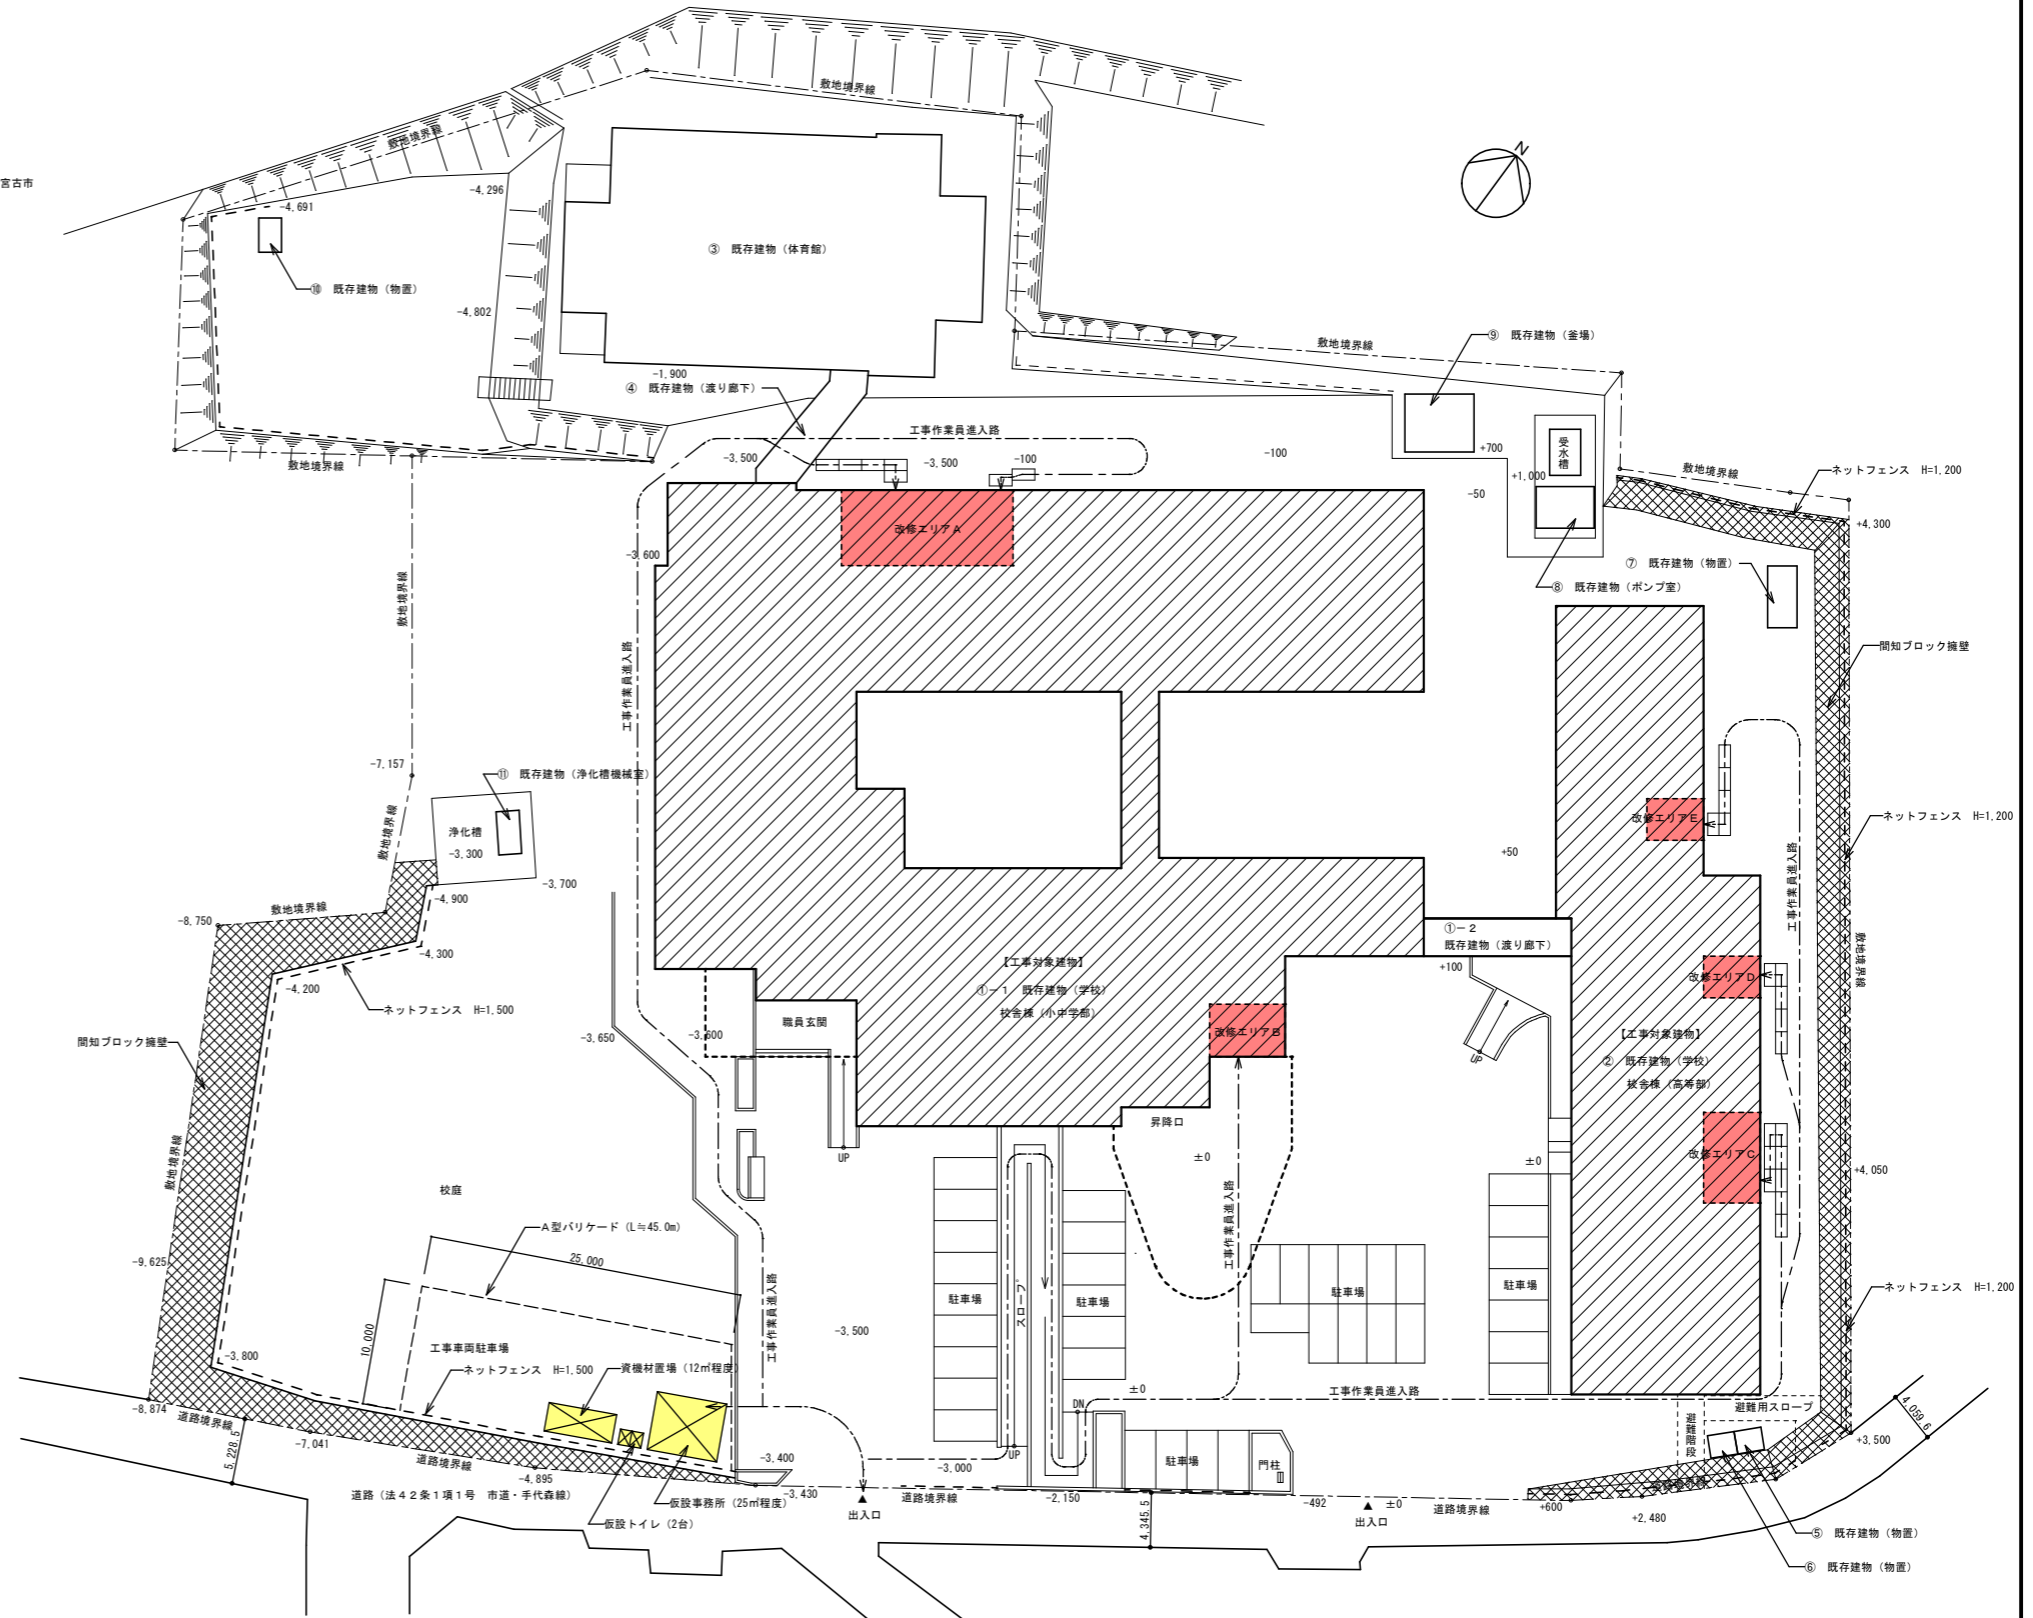 宮古市
敷地境界線
敷地境界線
N
-4,296
-4,691
③　既存建物（体育館）
⑩　既存建物（物置）
-4,802
⑨　既存建物（釜場）
敷地境界線
-1,900
④　既存建物（渡り廊下）
工事作業員進入路
-3,500
-3,500
-100
-100
+700
受水槽
+1,000
-50
敷地境界線
ネットフェンス　H=1,200
敷地境界線
+4,300
改修エリアA
-3,600
⑦　既存建物（物置）
⑧　既存建物（ポンプ室）
敷地境界線
工事作業員進入路
間知ブロック擁壁
-7,157
⑪　既存建物（浄化槽機械室）
浄化槽
-3,300
敷地境界線
改修エリアE
ネットフェンス　H=1,200
+50
工事作業員進入路
-3,700
-4,900
敷地境界線
-8,750
①－２
既存建物（渡り廊下）
+100
敷地境界線
-4,300
【工事対象建物】
①－１　既存建物（学校）
校舎棟（小中学部）
改修エリアD
-4,200
ネットフェンス　H=1,500
職員玄関
-3,650
-3,600
改修エリアB
【工事対象建物】
②　既存建物（学校）
校舎棟（高等部）
間知ブロック擁壁
UP
昇降口
±0
UP
±0
改修エリアC
+4,050
敷地境界線
校庭
A型バリケード（L≒45.0m）
25,000
工事作業員進入路
-9,625
駐車場
スロープ
駐車場
駐車場
駐車場
ネットフェンス　H=1,200
10,000
工事作業員進入路
-3,500
工事車両駐車場
-3,800
ネットフェンス　H=1,500
資機材置場（12㎡程度）
±0
工事作業員進入路
DN
-8,874
道路境界線
-7,041
5,228.5
避難用スロープ
避難階段
4,059.6
+3,500
道路境界線
-4,895
-3,400
UP
-3,000
駐車場
門柱
道路（法４２条１項１号　市道・手代森線）
仮設事務所（25㎡程度）
仮設トイレ（2台）
-3,430
出入口
道路境界線
-2,150
4,345.5
-492
±0
出入口
道路境界線
+600
道路境界線
+2,480
⑤　既存建物（物置）
⑥　既存建物（物置）